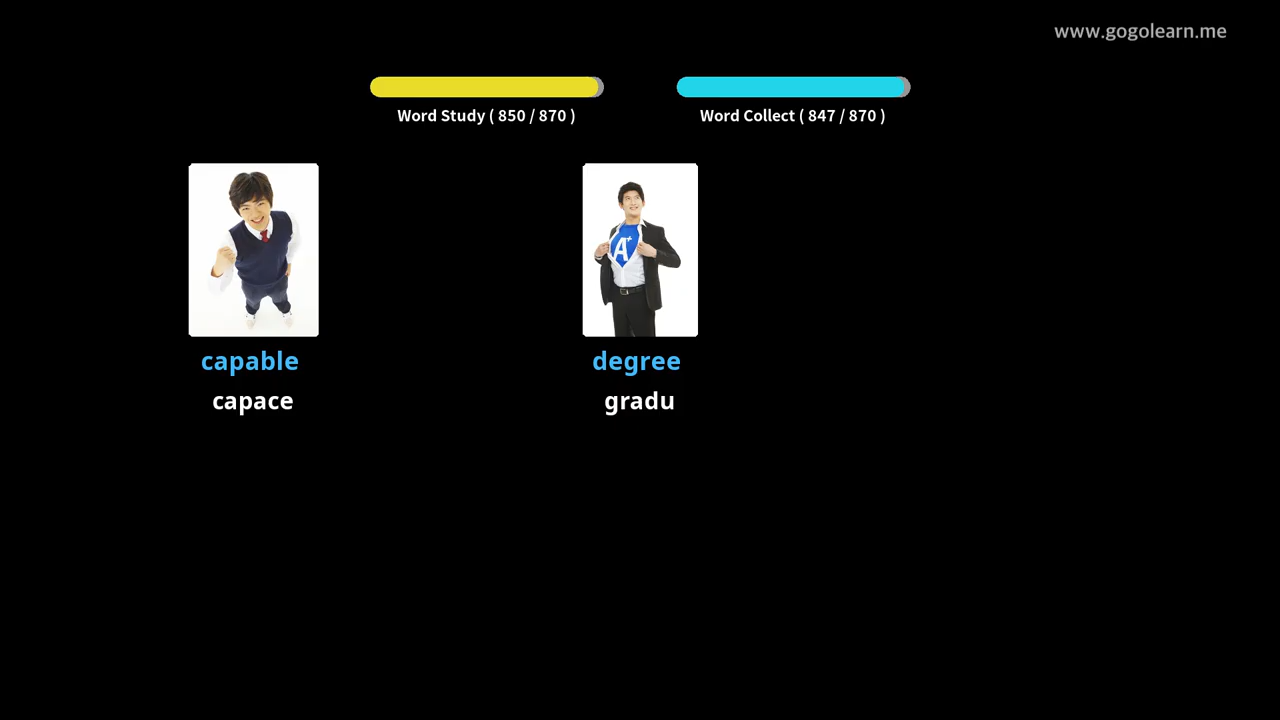 www.gogolearn.me
Word Study ( 850 / 870 )
Word Collect ( 847 / 870 )
A+
capable
degree
capace
gradu